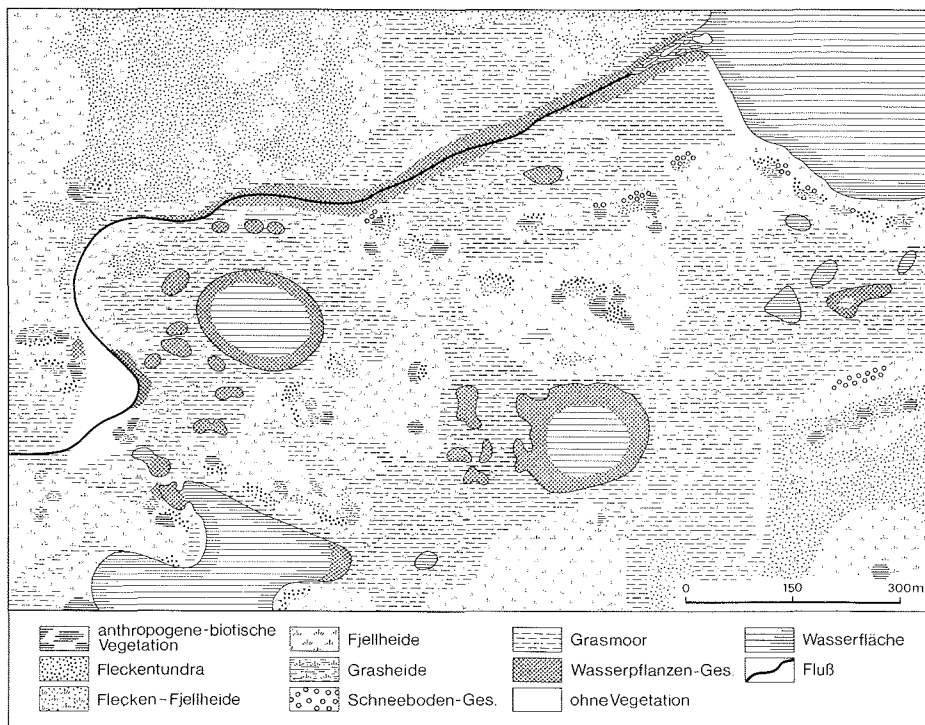 0 150 300m
anthropogene-biotische
Vegetation
Fjellheide
Grasmoor
Wasserfläche
Fleckentundra
Grasheide
Wasserpflanzen-Ges.
Fluß
Flecken-Fjellheide
Schneeboden-Ges.
ohne Vegetation